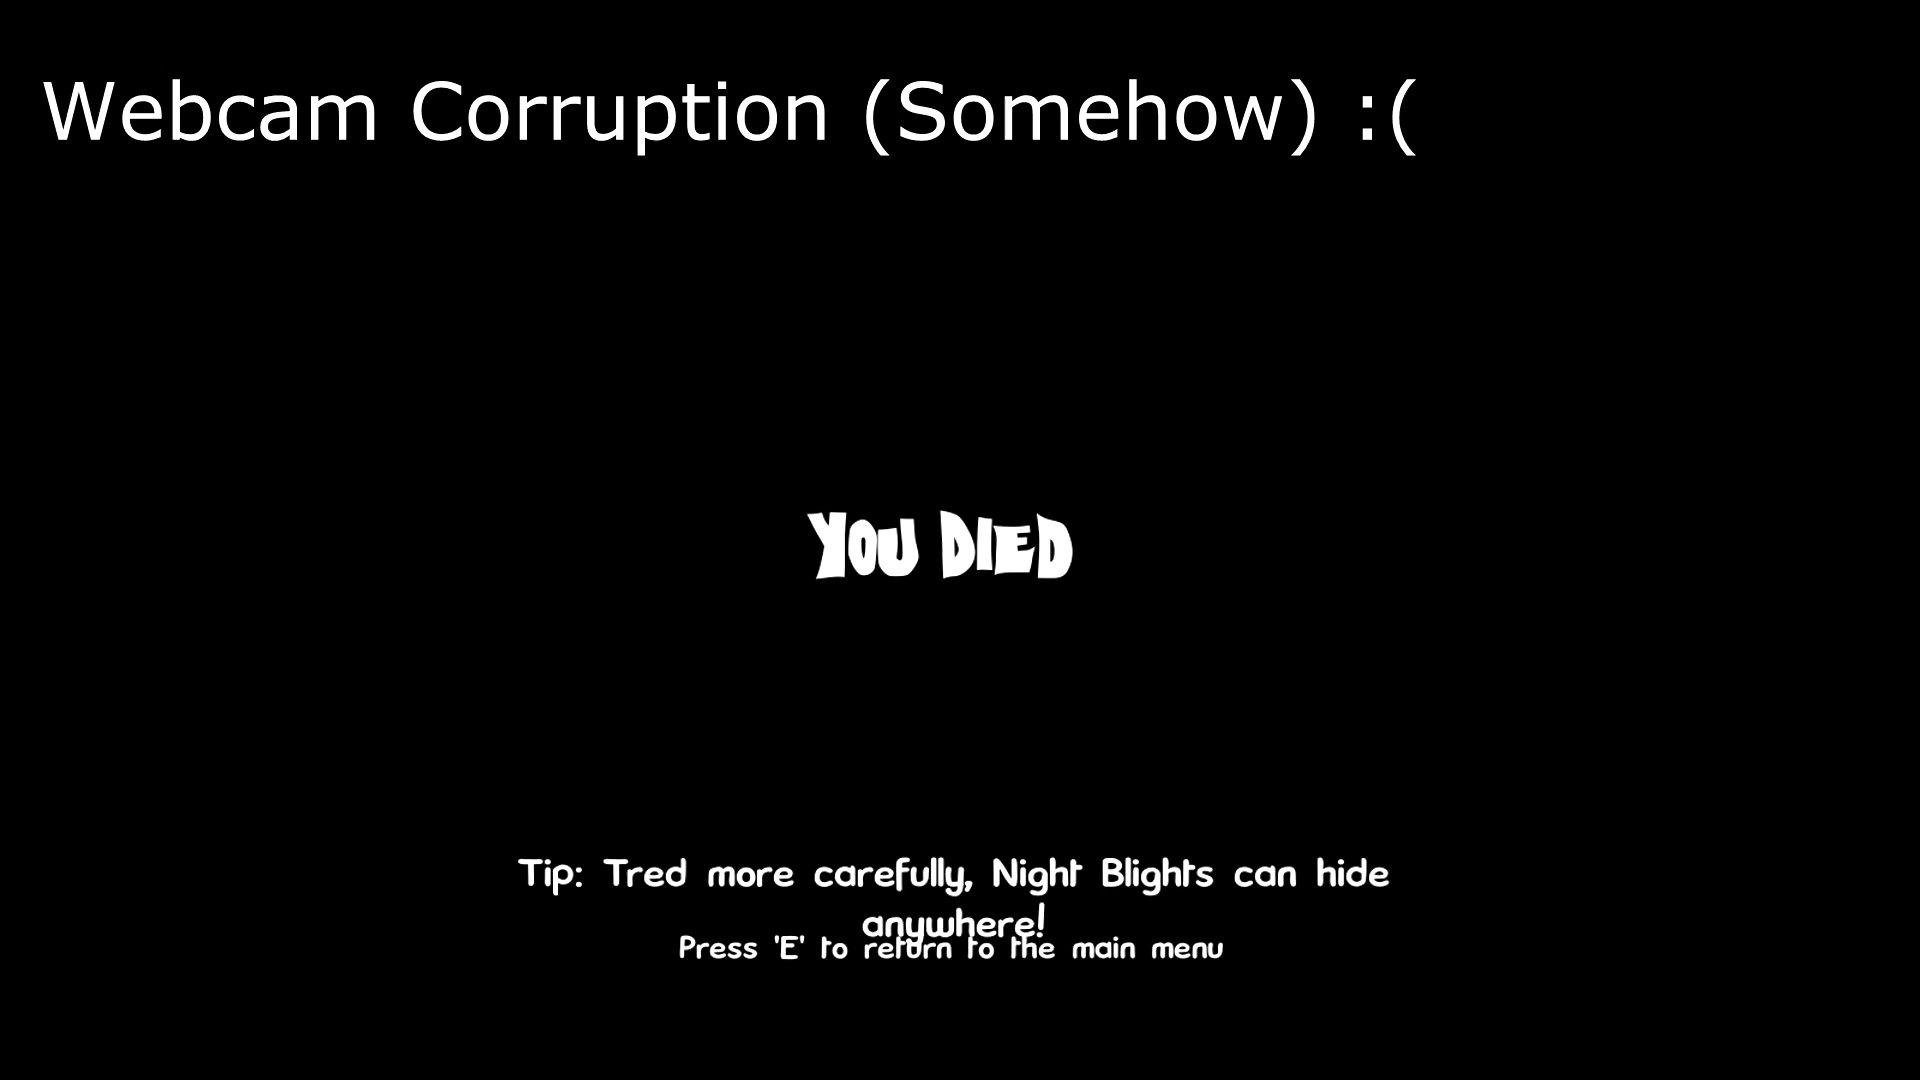 Webcam Corruption (Somehow) :(
YOU DIED
Tip: Tred more carefully, Night Blights can hide
anywhere!
Press 'E' to return to the main menu